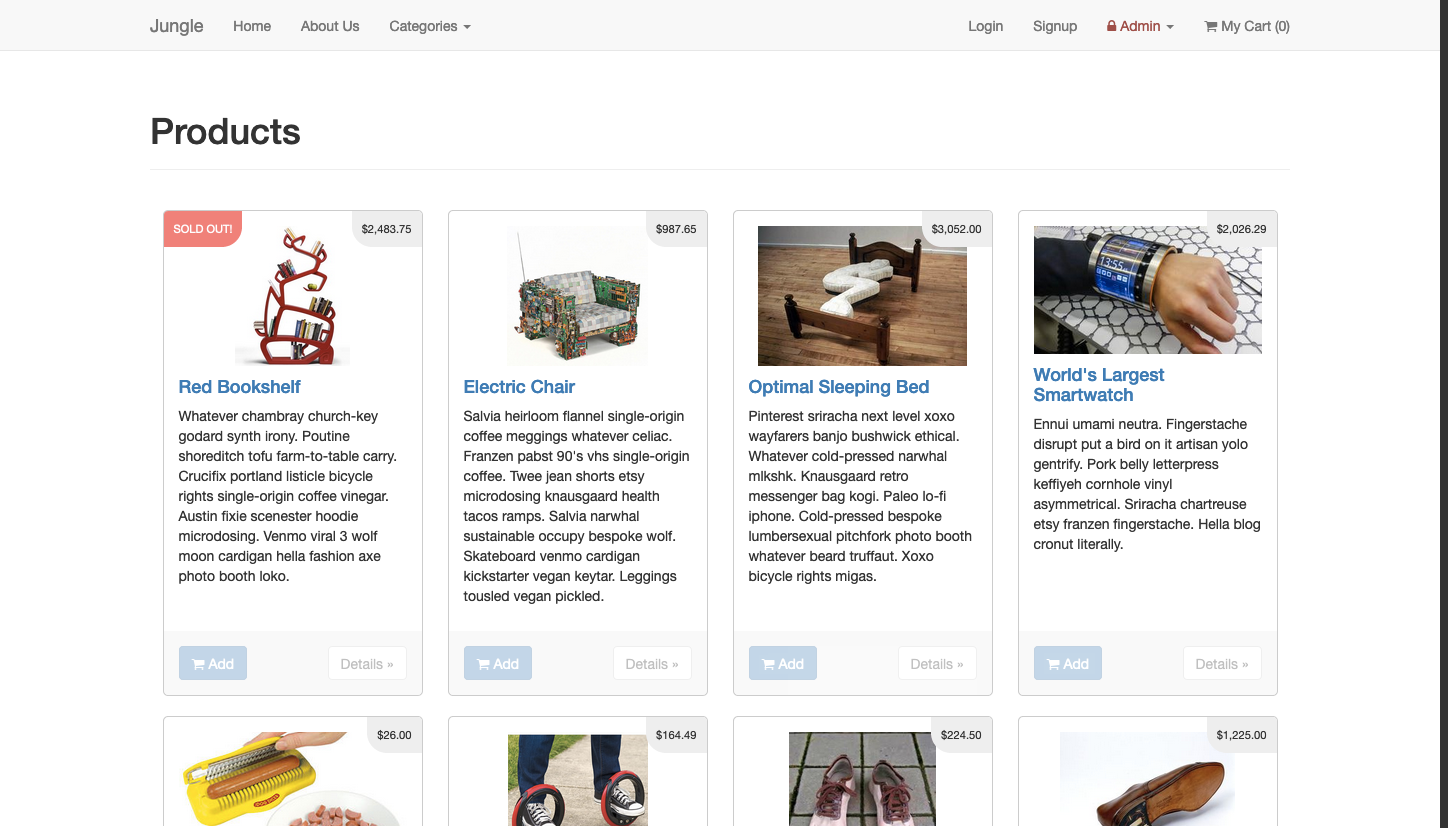 Jungle Home About Us Categories Login Signup Admin My Cart (0)
Products
SOLD OUT!
$2,483.75
Red Bookshelf
Whatever chambray church-key
godard synth irony. Poutine
shoreditch tofu farm-to-table carry.
Crucifix portland listicle bicycle
rights single-origin coffee vinegar.
Austin fixie scenester hoodie
microdosing. Venmo viral 3 wolf
moon cardigan hella fashion axe
photo booth loko.
Add
Details »
$987.65
Electric Chair
Salvia heirloom flannel single-origin
coffee meggings whatever celiac.
Franzen pabst 90's vhs single-origin
coffee. Twee jean shorts etsy
microdosing knausgaard health
tacos ramps. Salvia narwhal
sustainable occupy bespoke wolf.
Skateboard venmo cardigan
kickstarter vegan keytar. Leggings
tousled vegan pickled.
Add
Details »
$3,052.00
Optimal Sleeping Bed
Pinterest sriracha next level xoxo
wayfarers banjo bushwick ethical.
Whatever cold-pressed narwhal
mlkshk. Knausgaard retro
messenger bag kogi. Paleo lo-fi
iphone. Cold-pressed bespoke
lumbersexual pitchfork photo booth
whatever beard truffaut. Xoxo
bicycle rights migas.
Add
Details »
$2,026.29
13:55
World's Largest
Smartwatch
Ennui umami neutra. Fingerstache
disrupt put a bird on it artisan yolo
gentrify. Pork belly letterpress
keffiyeh cornhole vinyl
asymmetrical. Sriracha chartreuse
etsy franzen fingerstache. Hella blog
cronut literally.
Add
Details »
$26.00
$164.49
$224.50
$1,225.00